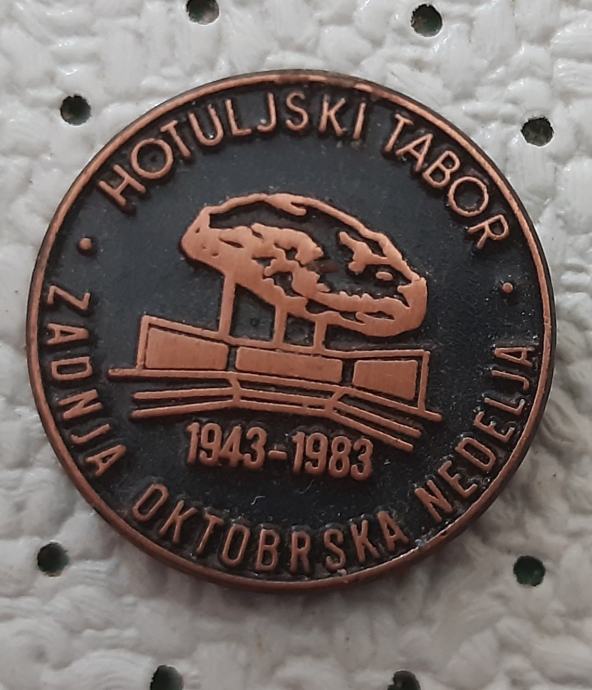 HOTULJSKI TABOR
1943-1983
ZADNJA OKTOBRSKA NEDELJA